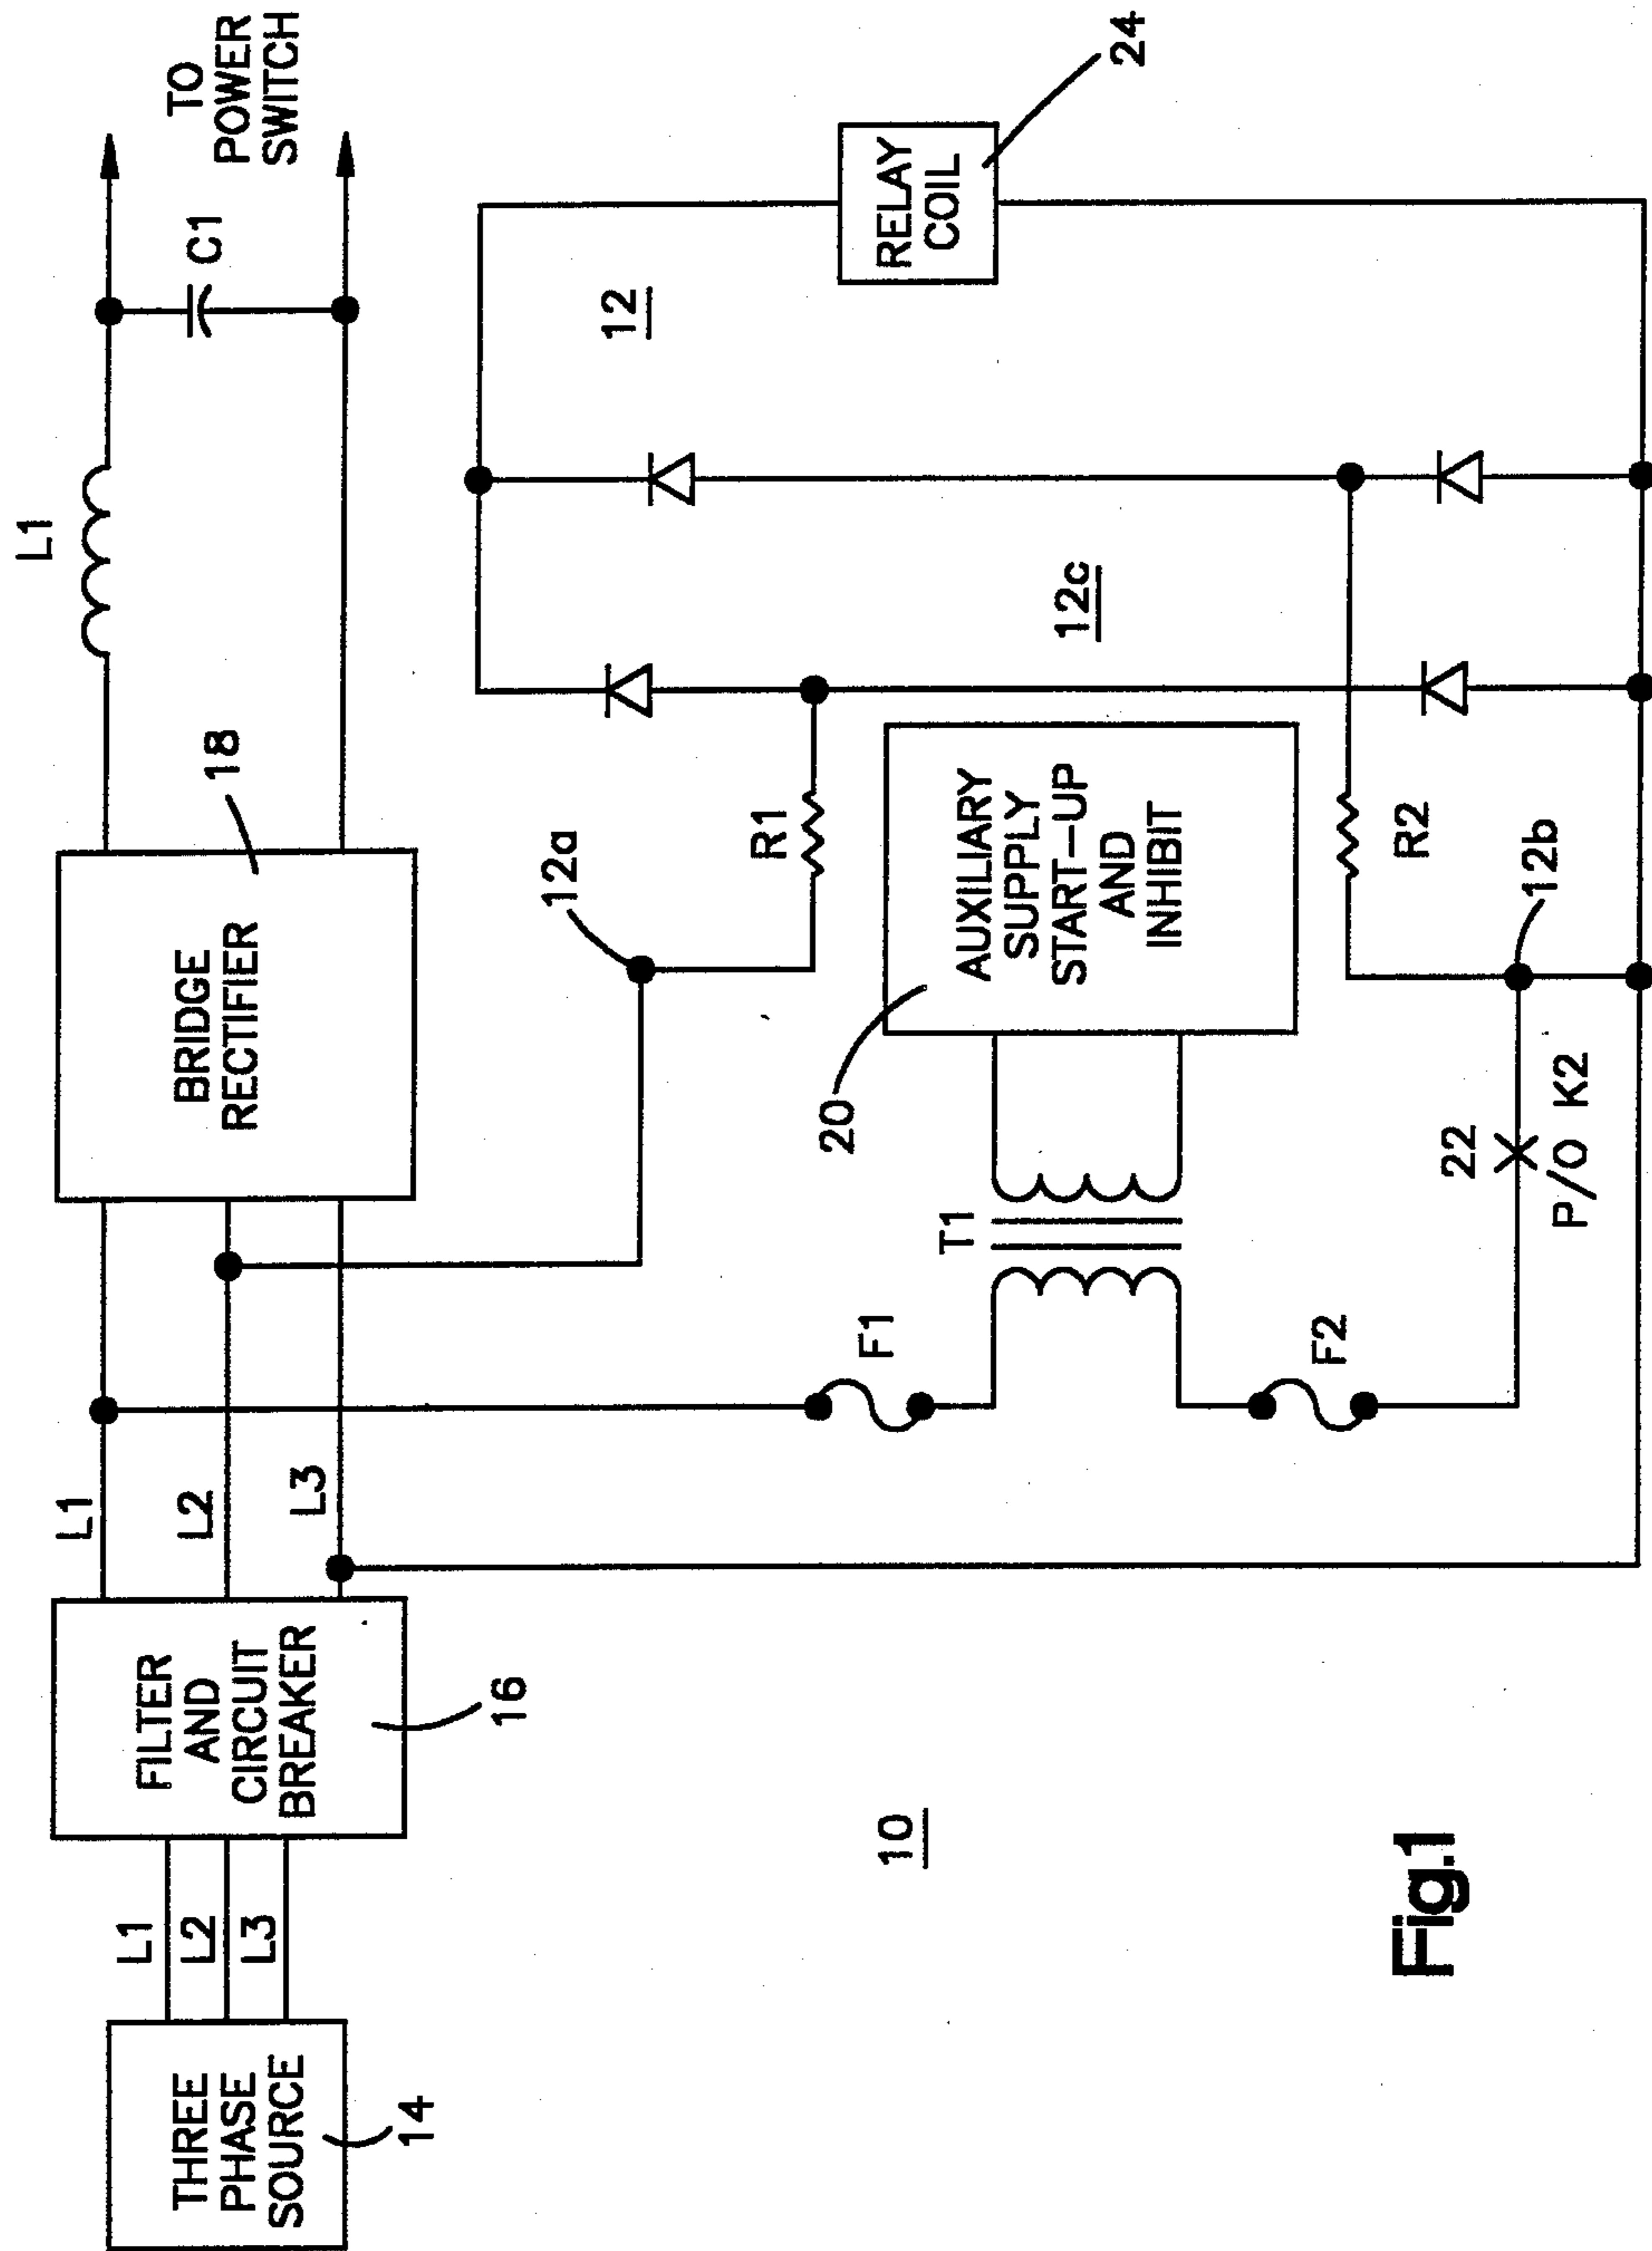 THREE
PHASE
SOURCE
14
L1
L2
L3
FILTER
AND
CIRCUIT
BREAKER
16
L1
L2
L3
BRIDGE
RECTIFIER
18
L1
C1
TO
POWER
SWITCH
12a
R1
F1
T1
F2
20
AUXILIARY
SUPPLY
START-UP
AND
INHIBIT
12
12c
RELAY
COIL
24
R2
12b
22
P/O K2
10
Fig.1